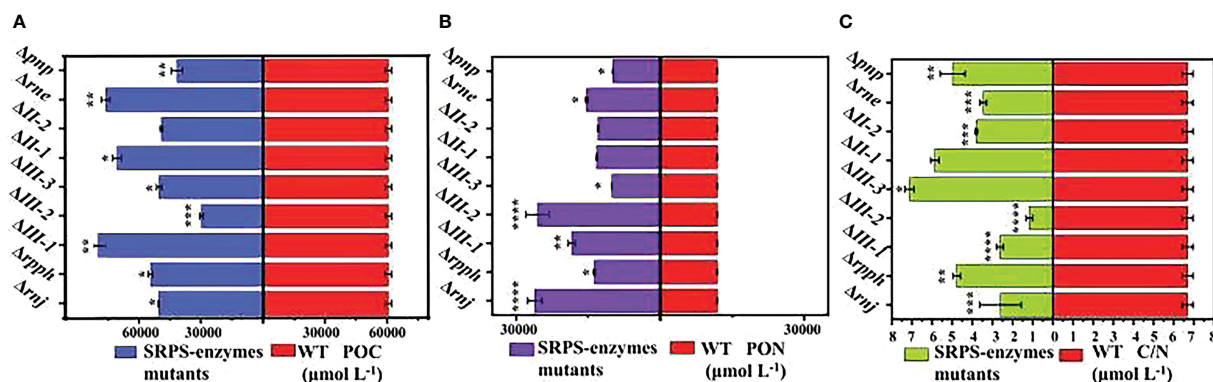 A
B
C
Δpnp
Δrne
ΔII-2
ΔII-1
ΔIII-3
ΔIII-2
ΔIII-1
Δrpph
Δrnj
**
**
*
*
***
**
*
*
60000
30000
30000
60000
SRPS-enzymes mutants
WT POC (μmol L-1)
Δpnp
Δrne
ΔII-2
ΔII-1
ΔIII-3
ΔIII-2
ΔIII-1
Δrpph
Δrnj
*
*
*
****
**
*
****
30000
30000
SRPS-enzymes mutants
WT PON (μmol L-1)
Δpnp
Δrne
ΔII-2
ΔII-1
ΔIII-3
ΔIII-2
ΔIII-1
Δrpph
Δrnj
**
***
***
*
****
****
**
***
8 7 6 5 4 3 2 1 0 1 2 3 4 5 6 7 8
SRPS-enzymes mutants
WT C/N (μmol L-1)